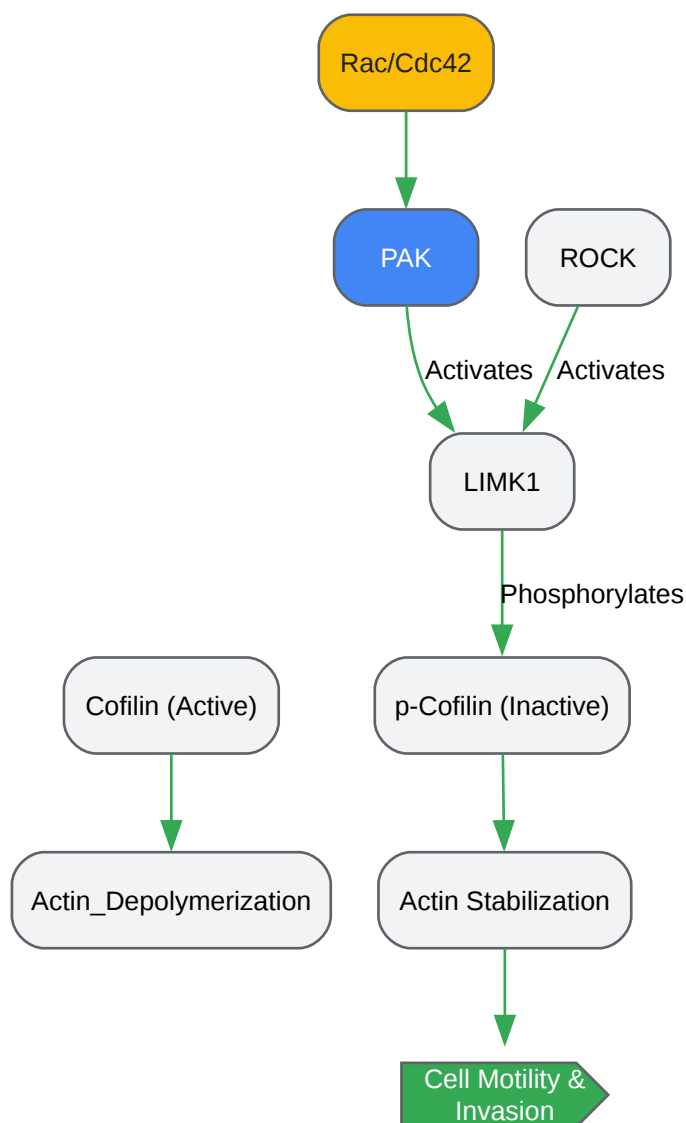 Rac/Cdc42
PAK
ROCK
Activates
Activates
LIMK1
Phosphorylates
Cofilin (Active)
p-Cofilin (Inactive)
Actin_Depolymerization
Actin Stabilization
Cell Motility &
Invasion